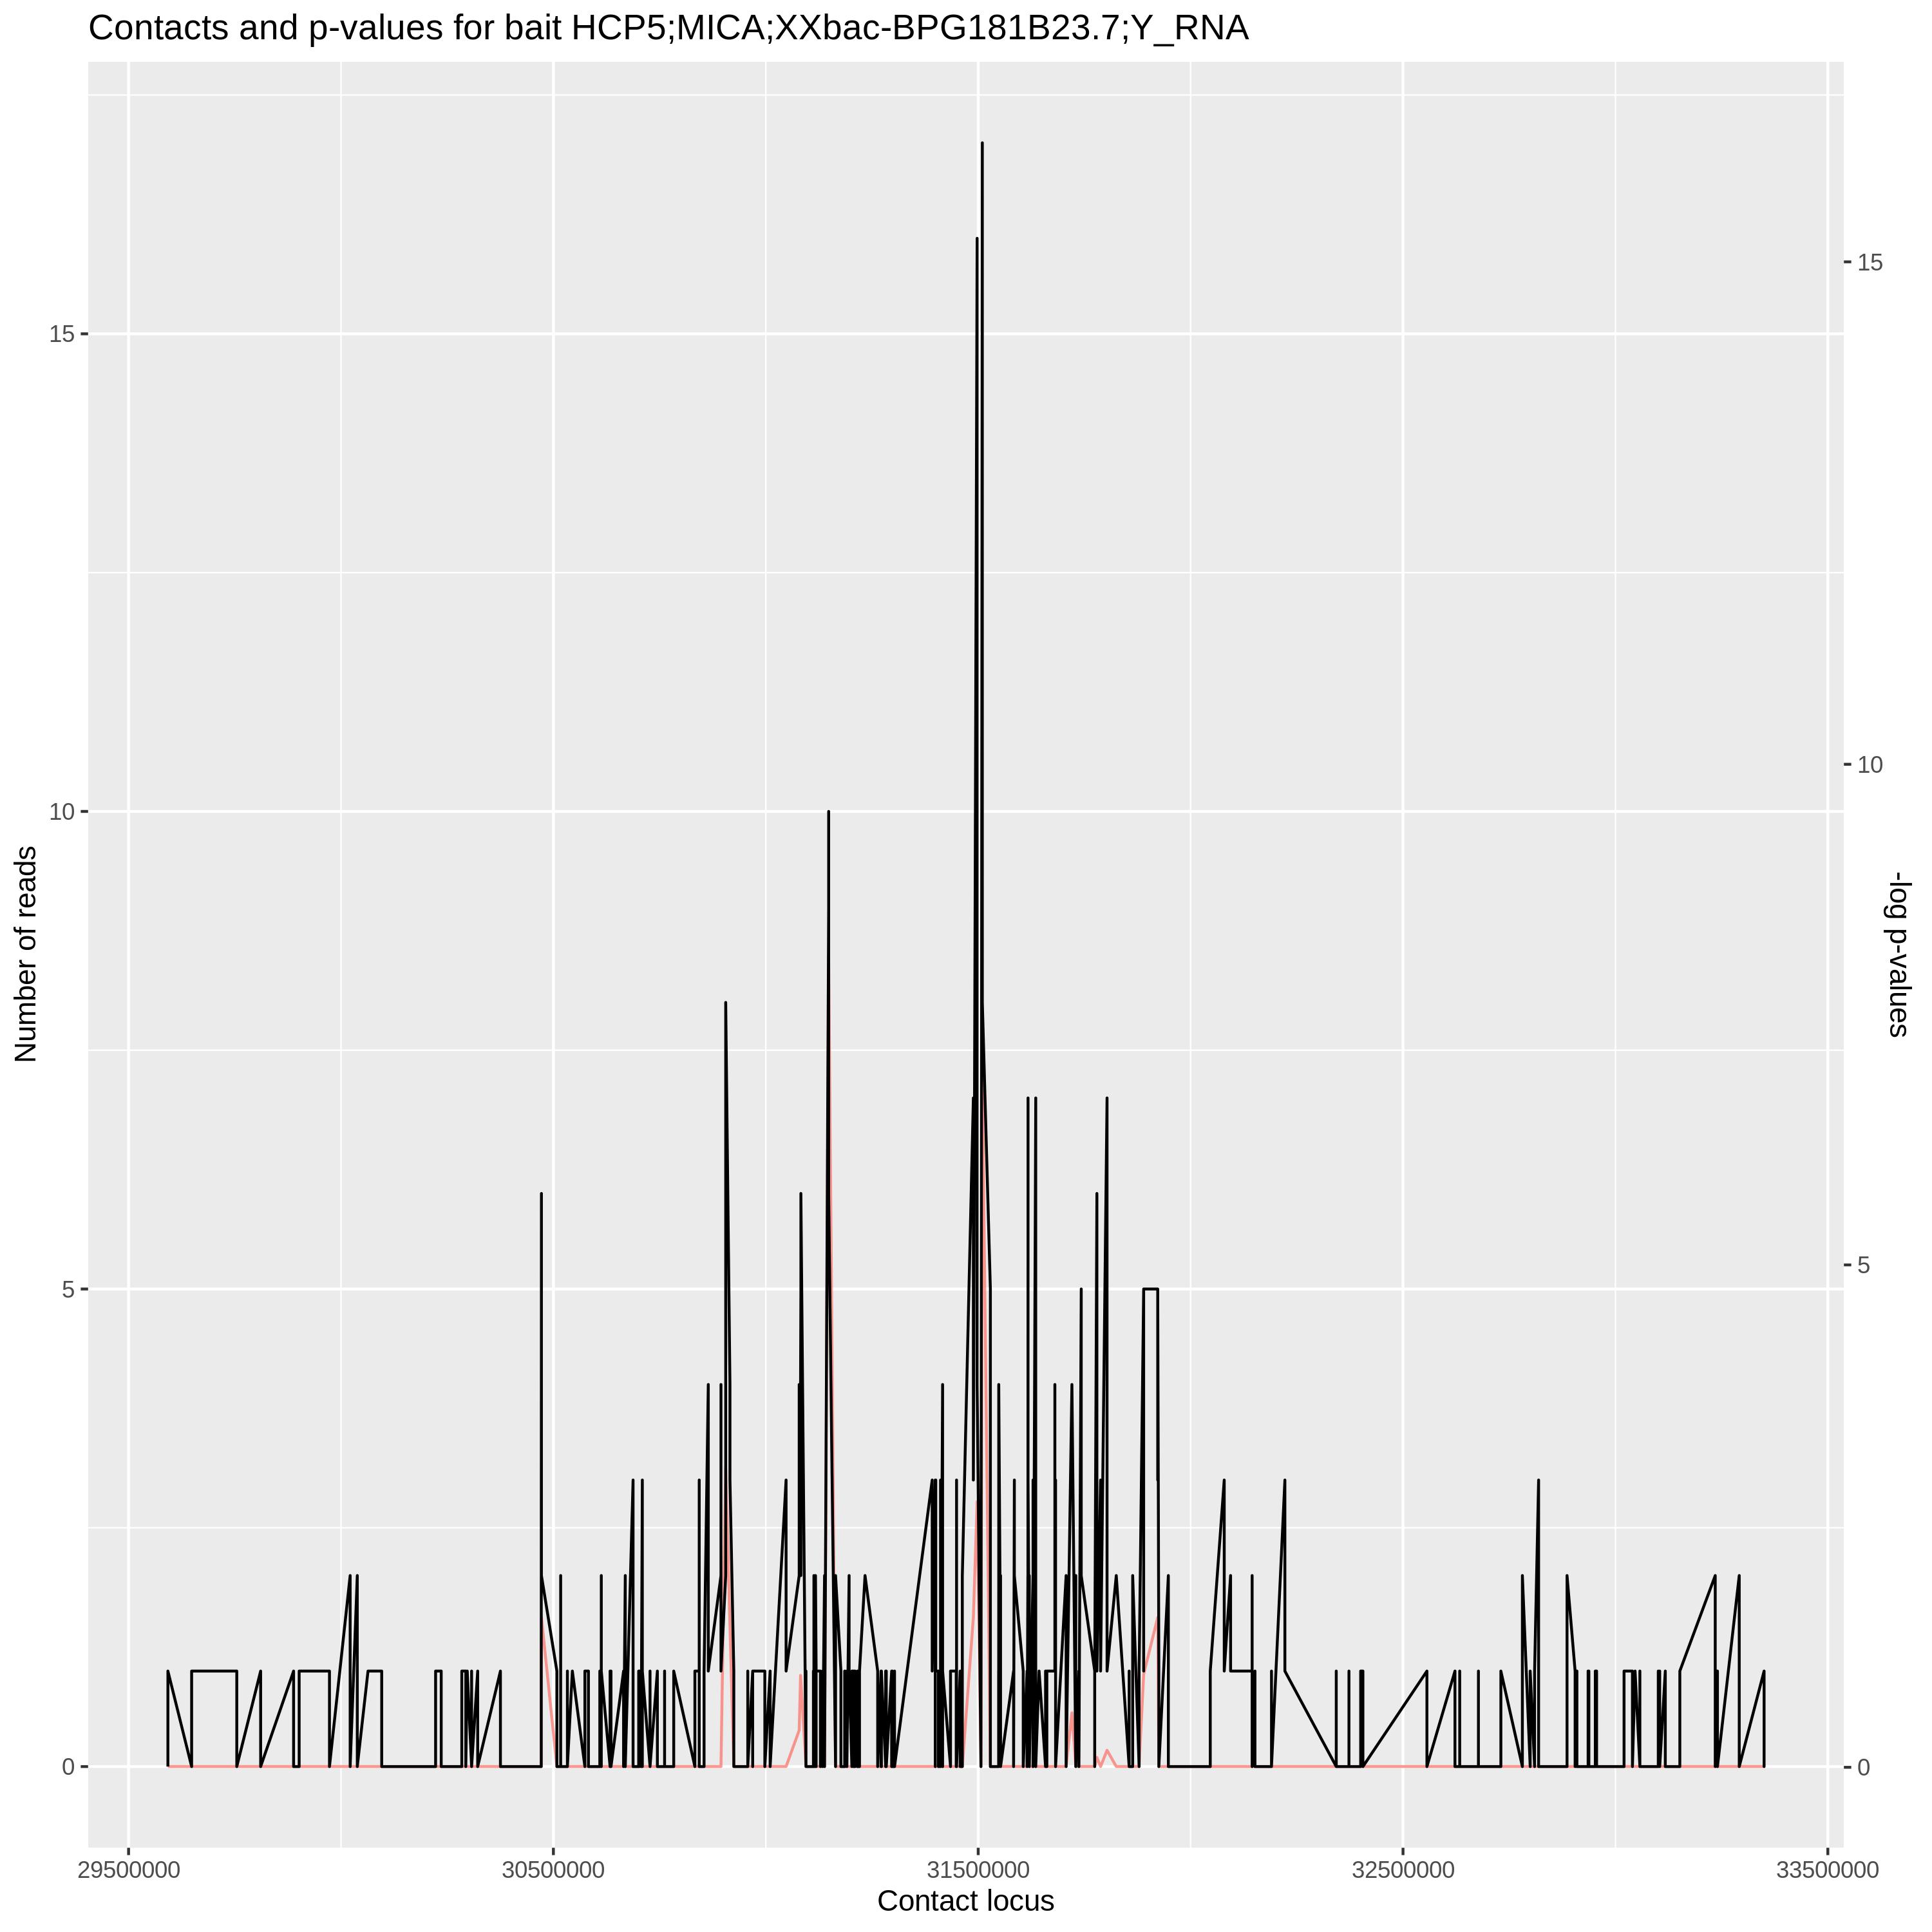 Contacts and p-values for bait HCP5;MICA;XXbac-BPG181B23.7;Y_RNA
Number of reads
15
10
5
0
15
10
5
0
-log p-values
29500000 30500000 31500000 32500000 33500000
Contact locus